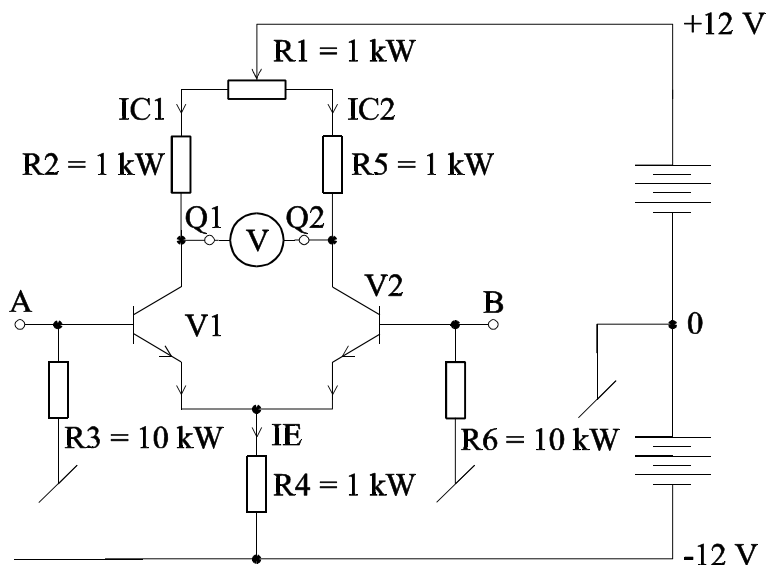 +12 V
R1 = 1 kW
IC1
IC2
R2 = 1 kW
R5 = 1 kW
Q1
V
Q2
A
V1
V2
B
0
R3 = 10 kW
IE
R6 = 10 kW
R4 = 1 kW
-12 V